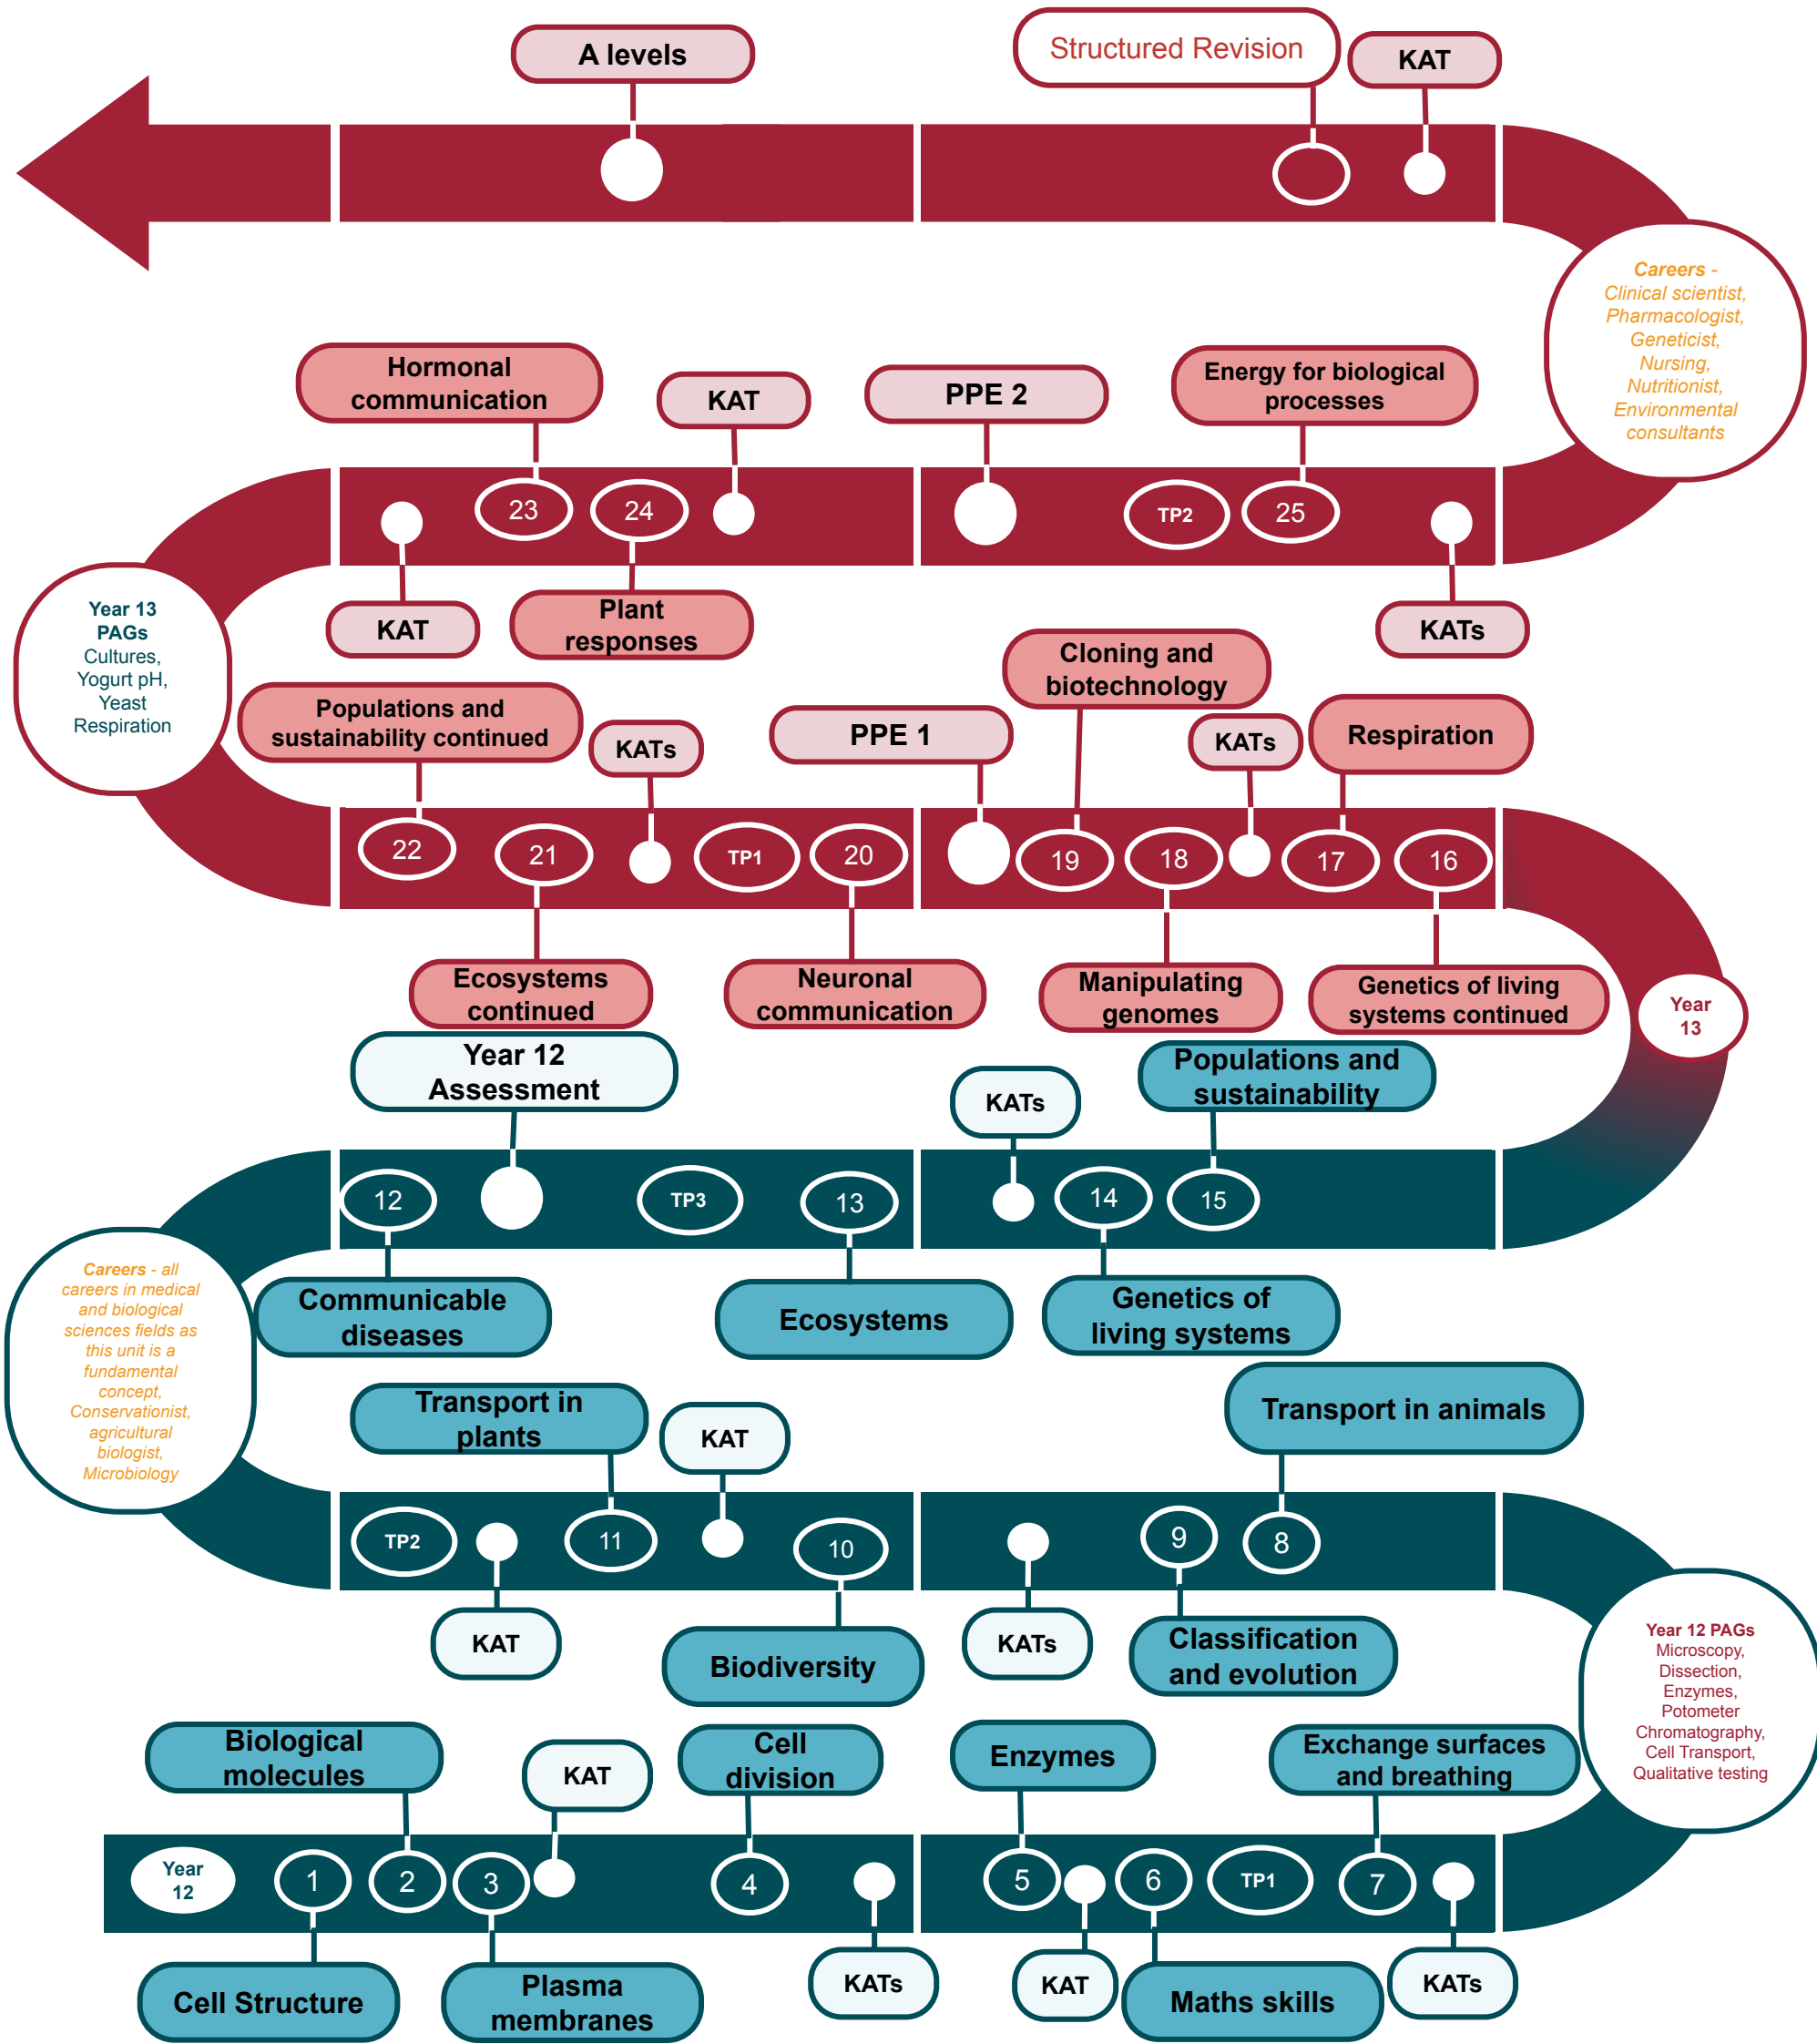 A levels
Structured Revision
KAT
Careers -
Clinical scientist,
Pharmacologist,
Geneticist,
Nursing,
Nutritionist,
Environmental
consultants
Hormonal
communication
KAT
PPE 2
Energy for biological
processes
23
24
TP2
25
KAT
Plant
responses
KATs
Year 13
PAGs
Cultures,
Yogurt pH,
Yeast
Respiration
Cloning and
biotechnology
Populations and
sustainability continued
KATs
PPE 1
KATs
Respiration
22
21
TP1
20
19
18
17
16
Ecosystems
continued
Neuronal
communication
Manipulating
genomes
Genetics of living
systems continued
Year
13
Year 12
Assessment
KATs
Populations and
sustainability
12
TP3
13
14
15
Communicable
diseases
Ecosystems
Genetics of
living systems
Careers - all
careers in medical
and biological
sciences fields as
this unit is a
fundamental
concept,
Conservationist,
agricultural
biologist,
Microbiology
Transport in
plants
KAT
Transport in animals
TP2
11
10
9
8
KAT
Biodiversity
KATs
Classification
and evolution
Year 12 PAGs
Microscopy,
Dissection,
Enzymes,
Potometer
Chromatography,
Cell Transport,
Qualitative testing
Biological
molecules
KAT
Cell
division
Enzymes
Exchange surfaces
and breathing
Year
12
1
2
3
4
5
6
TP1
7
Cell Structure
Plasma
membranes
KATs
KAT
Maths skills
KATs